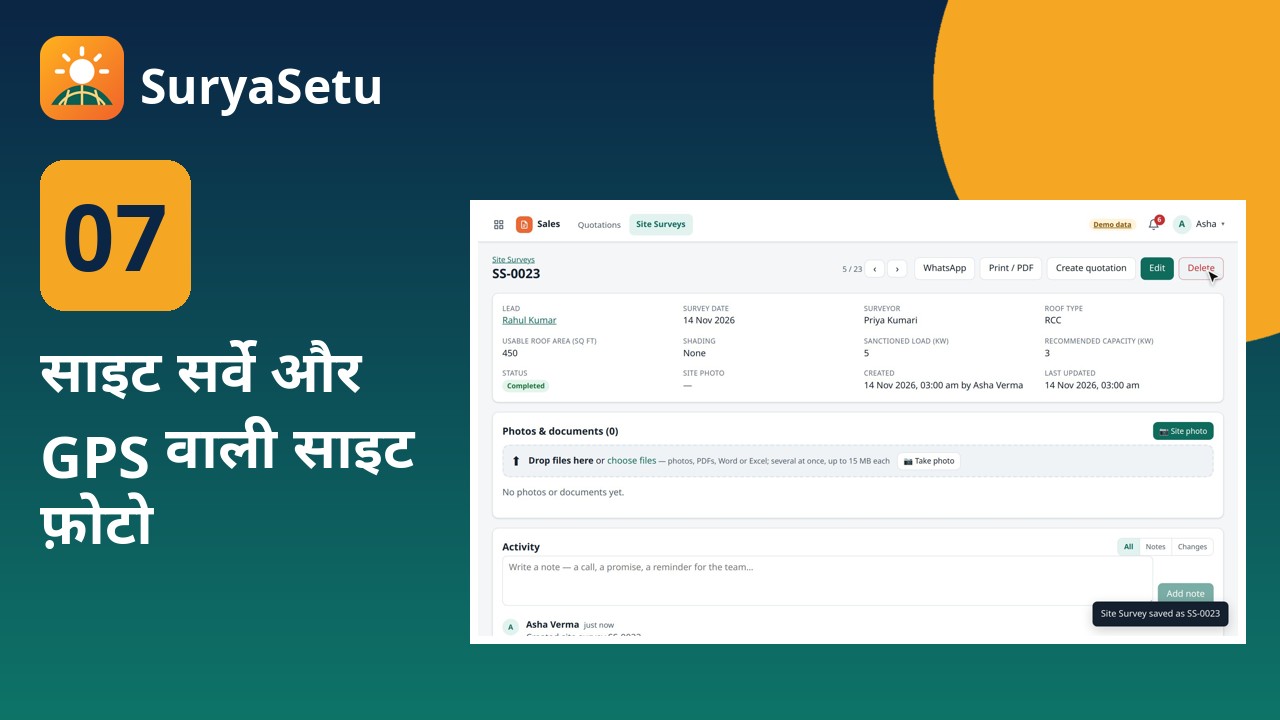 SuryaSetu
07
साइट सर्वे और
GPS वाली साइट
फ़ोटो
Sales Quotations Site Surveys Demo data 6 A Asha
Site Surveys
SS-0023
5 / 23 ‹ › WhatsApp Print / PDF Create quotation Edit Delete
LEAD SURVEY DATE SURVEYOR ROOF TYPE
Rahul Kumar 14 Nov 2026 Priya Kumari RCC
USABLE ROOF AREA (SQ FT) SHADING SANCTIONED LOAD (KW) RECOMMENDED CAPACITY (KW)
450 None 5 3
STATUS SITE PHOTO CREATED LAST UPDATED
Completed — 14 Nov 2026, 03:00 am by Asha Verma 14 Nov 2026, 03:00 am
Photos & documents (0) Site photo
Drop files here or choose files — photos, PDFs, Word or Excel; several at once, up to 15 MB each Take photo
No photos or documents yet.
Activity All Notes Changes
Write a note — a call, a promise, a reminder for the team...
Add note
Site Survey saved as SS-0023
A Asha Verma just now